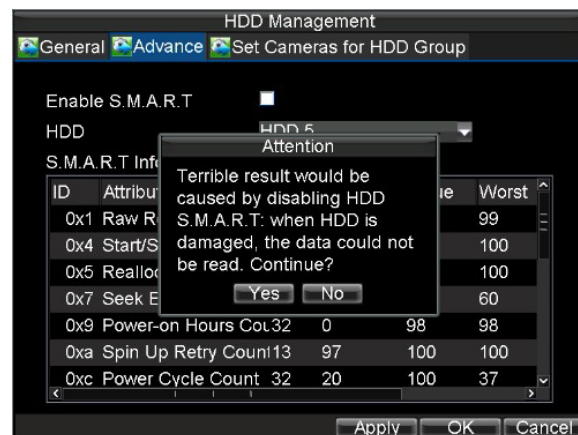 HDD Management
General Advance Set Cameras for HDD Group
Enable S.M.A.R.T
HDD HDD 5
S.M.A.R.T
Attention
Terrible result would be
caused by disabling HDD
S.M.A.R.T: when HDD is
damaged, the data could not
be read. Continue?
Yes No
ID Worst
0x1 Raw 99
0x4 100
0x5 100
0x7 Seek 60
0x9 Power-on Hours 32 0 98 98
0xa Spin Up Retry 13 97 100 100
0xc Power Cycle Count 32 20 100 37
Apply OK Cancel